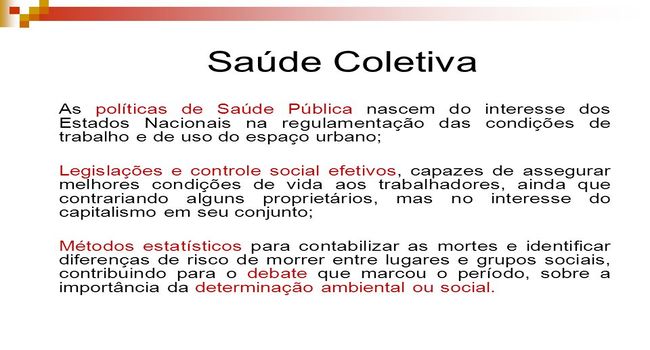 Saúde Coletiva
As políticas de Saúde Pública nascem do interesse dos
Estados Nacionais na regulamentação das condições de
trabalho e de uso do espaço urbano;
Legislações e controle social efetivos, capazes de assegurar
melhores condições de vida aos trabalhadores, ainda que
contrariando alguns proprietários, mas no interesse do
capitalismo em seu conjunto;
Métodos estatísticos para contabilizar as mortes e identificar
diferenças de risco de morrer entre lugares e grupos sociais,
contribuindo para o debate que marcou o período, sobre a
importância da determinação ambiental ou social.